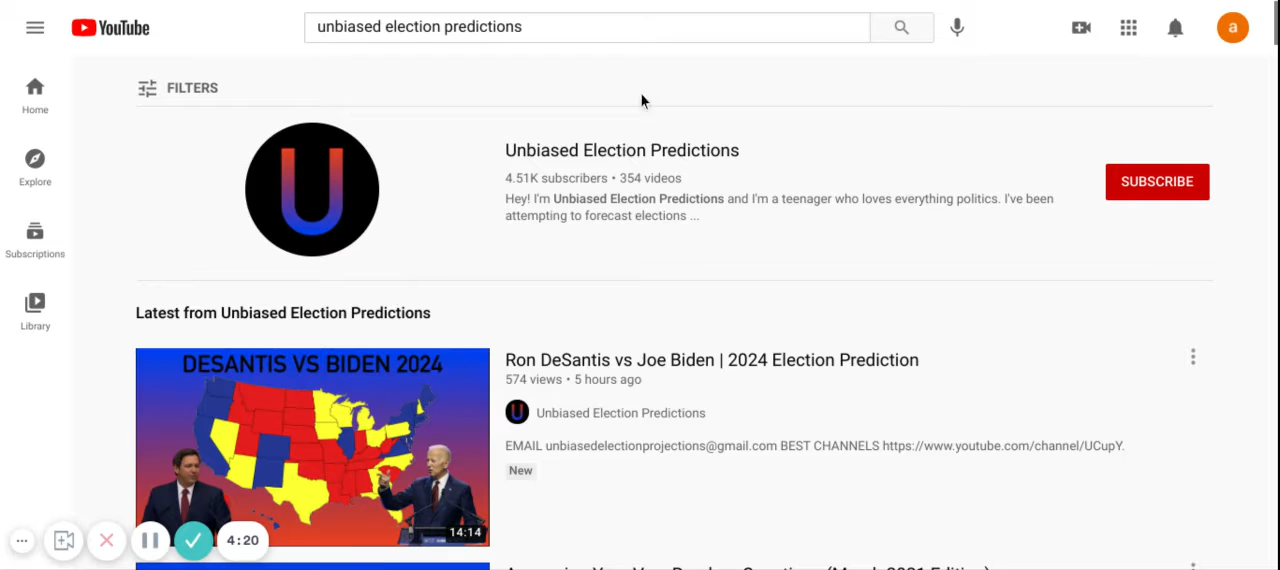 YouTube
unbiased election predictions
a
Home
Explore
Subscriptions
Library
FILTERS
U
Unbiased Election Predictions
4.51K subscribers • 354 videos
Hey! I'm Unbiased Election Predictions and I'm a teenager who loves everything politics. I've been
attempting to forecast elections ...
SUBSCRIBE
Latest from Unbiased Election Predictions
DESANTIS VS BIDEN 2024
14:14
Ron DeSantis vs Joe Biden | 2024 Election Prediction
574 views • 5 hours ago
U
Unbiased Election Predictions
EMAIL unbiasedelectionprojections@gmail.com BEST CHANNELS https://www.youtube.com/channel/UCupY.
New
4:20